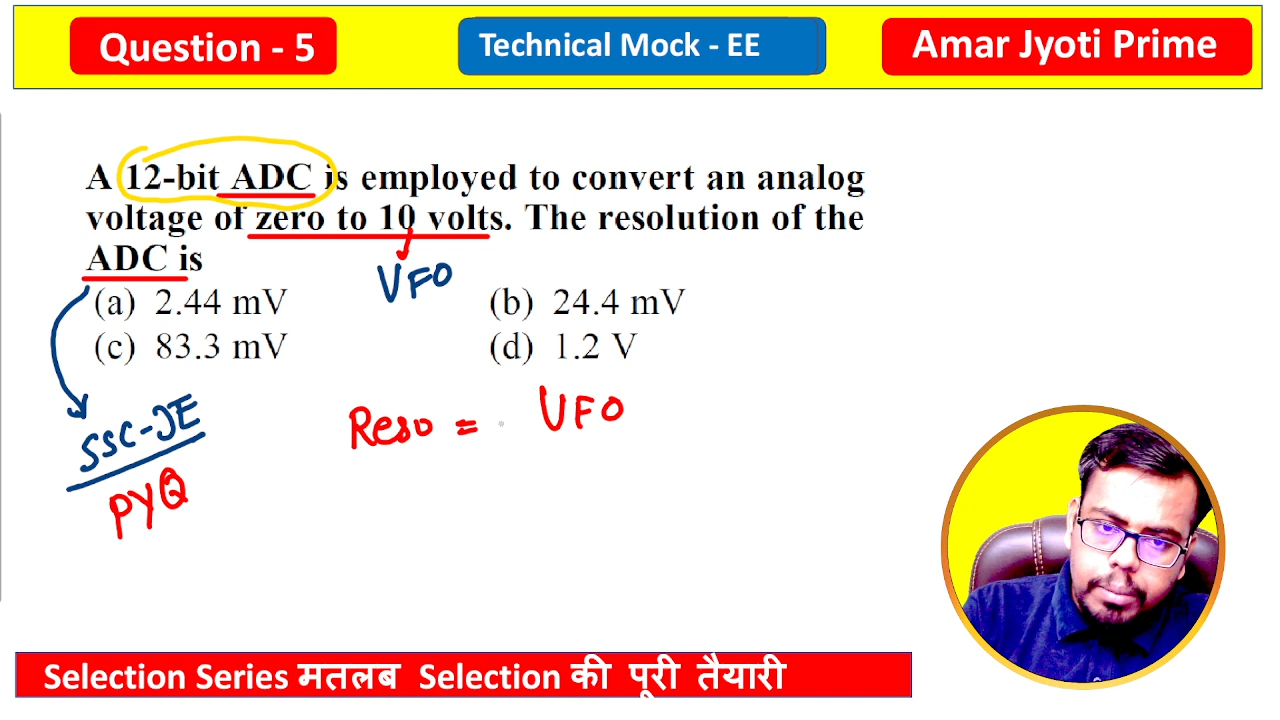 Question - 5
Technical Mock - EE
Amar Jyoti Prime
A 12-bit ADC is employed to convert an analog
voltage of zero to 10 volts. The resolution of the
ADC is
VFO
(a) 2.44 mV
(b) 24.4 mV
(c) 83.3 mV
(d) 1.2 V
SSC-JE
PYQ
Reso = VFO
Selection Series मतलब Selection की पूरी तैयारी